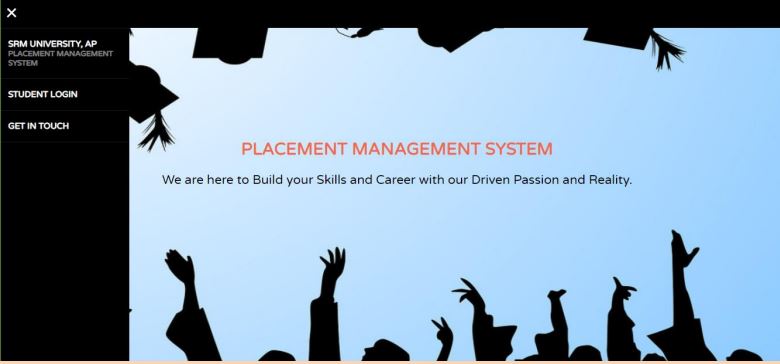 SRM UNIVERSITY, AP
PLACEMENT MANAGEMENT
SYSTEM
STUDENT LOGIN
GET IN TOUCH
PLACEMENT MANAGEMENT SYSTEM
We are here to Build your Skills and Career with our Driven Passion and Reality.